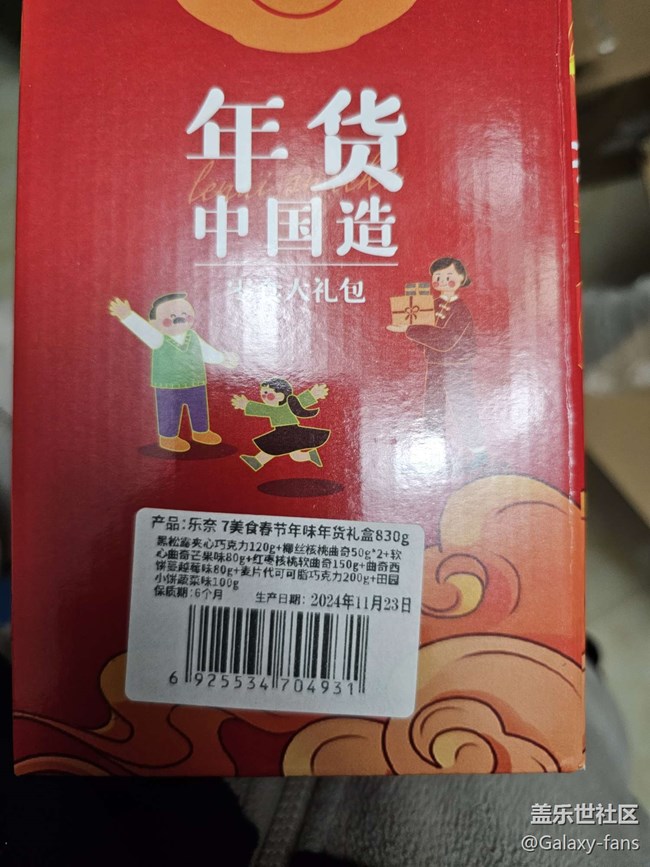 年货
中国造
大礼包
产品:乐奈 7美食春节年味年货礼盒830g
黑松露夹心巧克力120g+椰丝核桃曲奇50g*2+软
心曲奇芒果味80g+红枣核桃软曲奇150g+曲奇西
饼蔓越莓味80g+麦片代可可脂巧克力200g+田园
小饼蔬菜味100g
保质期:6个月 生产日期: 2024年11月23日
6 925534 704931
盖乐世社区
@Galaxy-fans